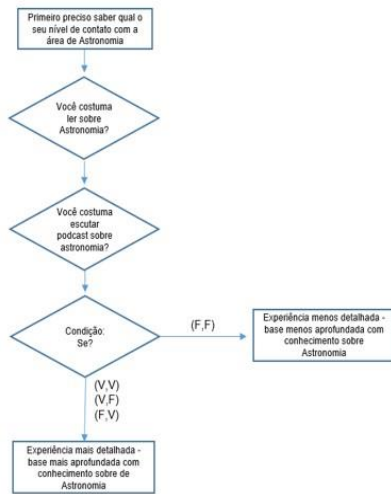 Primeiro preciso saber qual o
seu nível de contato com a
área de Astronomia
Você costuma
ler sobre
Astronomia?
Você costuma
escutar
podcast sobre
astronomia?
Condição:
Se?
(F,F)
Experiência menos detalhada -
base menos aprofundada com
conhecimento sobre
Astronomia
(V,V)
(V,F)
(F,V)
Experiência mais detalhada -
base mais aprofundada com
conhecimento sobre de
Astronomia